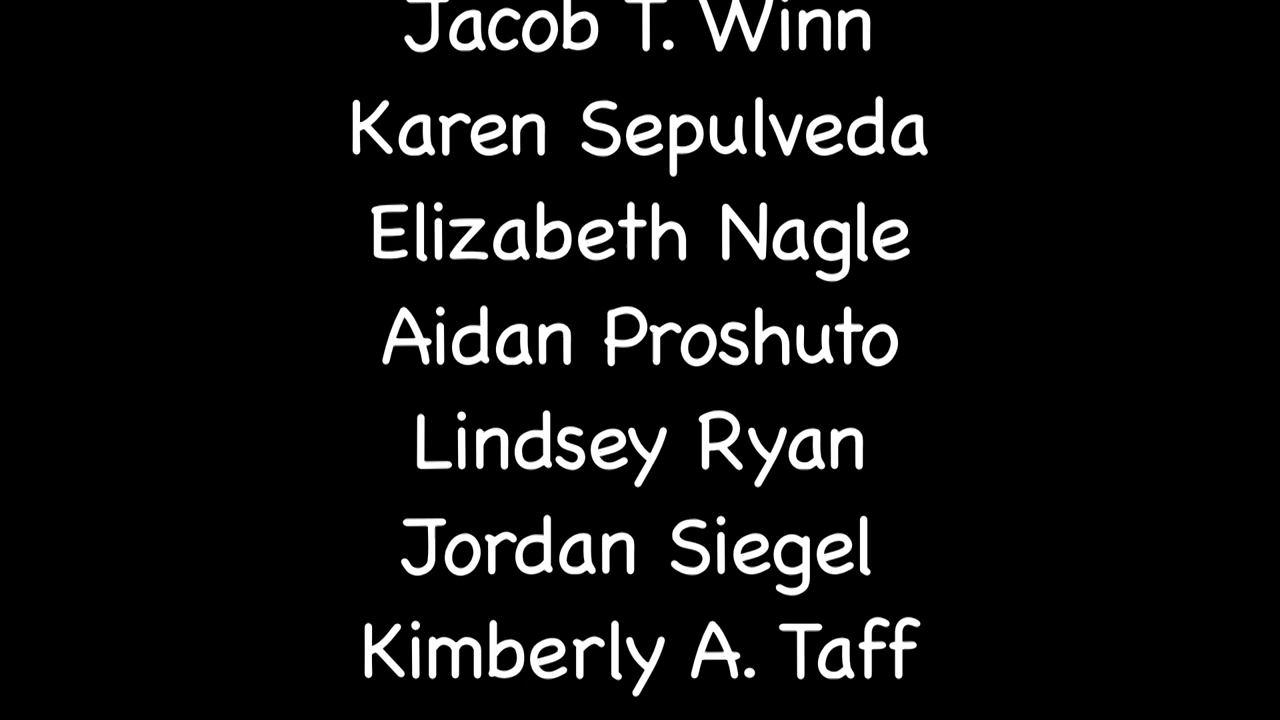 Jacob T. Winn
Karen Sepulveda
Elizabeth Nagle
Aidan Proshuto
Lindsey Ryan
Jordan Siegel
Kimberly A. Taff